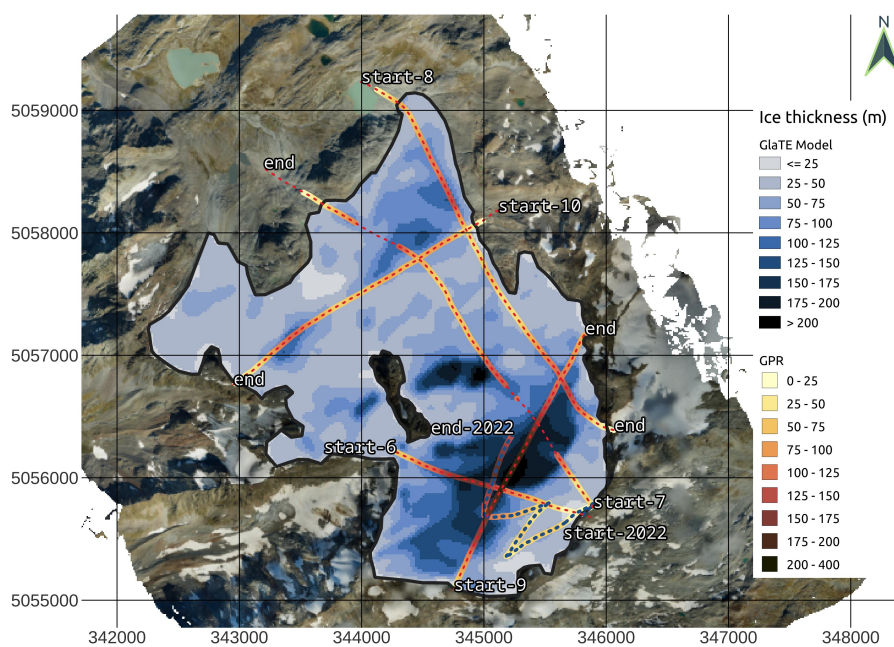 N
start-8
5059000
Ice thickness (m)
GlaTE Model
<= 25
end
25 - 50
50 - 75
start-10
75 - 100
5058000
100 - 125
125 - 150
150 - 175
175 - 200
> 200
end
5057000
GPR
end
0 - 25
25 - 50
end-2022
end
50 - 75
start-6
75 - 100
5056000
100 - 125
start-7
125 - 150
start-2022
150 - 175
175 - 200
200 - 400
start-9
5055000
342000
343000
344000
345000
346000
347000
348000